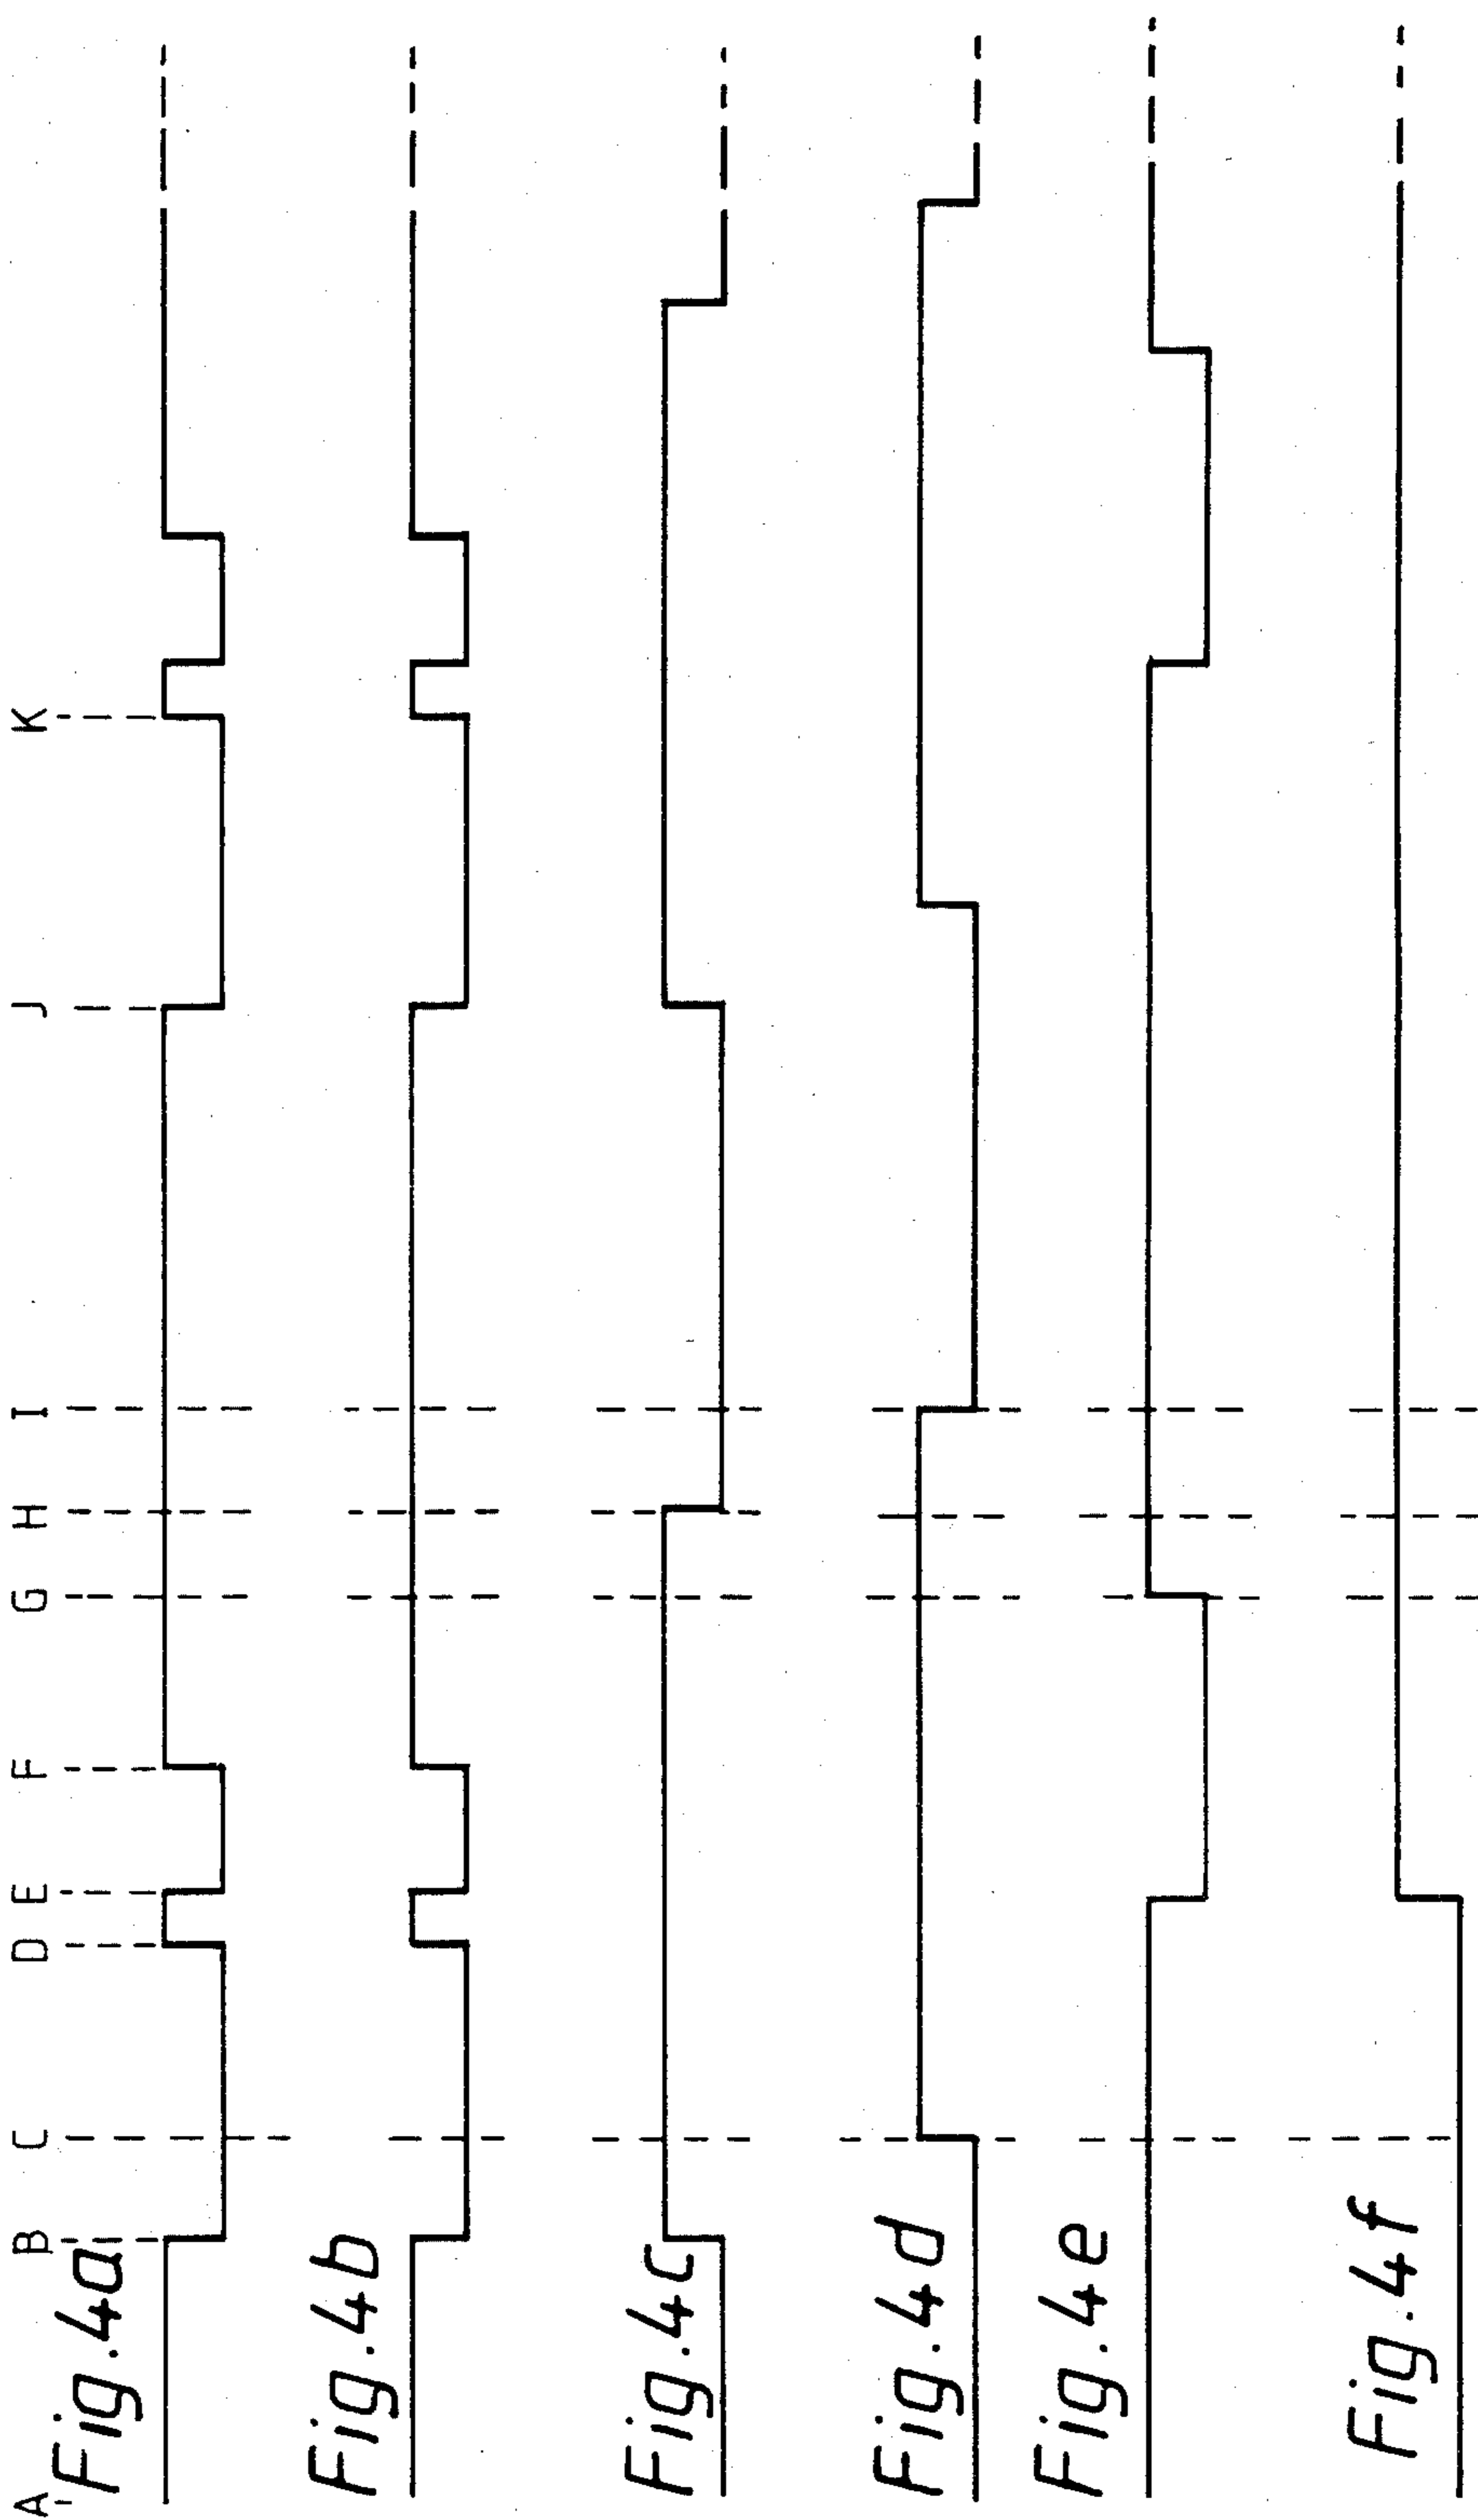 A B C D E F G H I J K
Fig.4a
Fig.4b
Fig.4c
Fig.4d
Fig.4e
Fig.4f